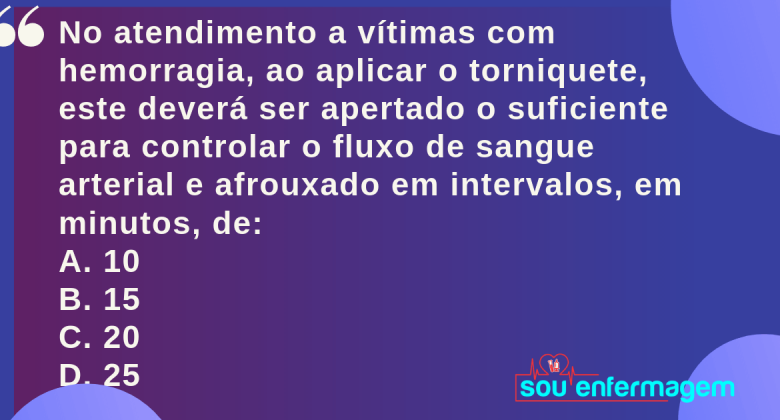 No atendimento a vítimas com
hemorragia, ao aplicar o torniquete,
este deverá ser apertado o suficiente
para controlar o fluxo de sangue
arterial e afrouxado em intervalos, em
minutos, de:
A. 10
B. 15
C. 20
D. 25
sou enfermagem